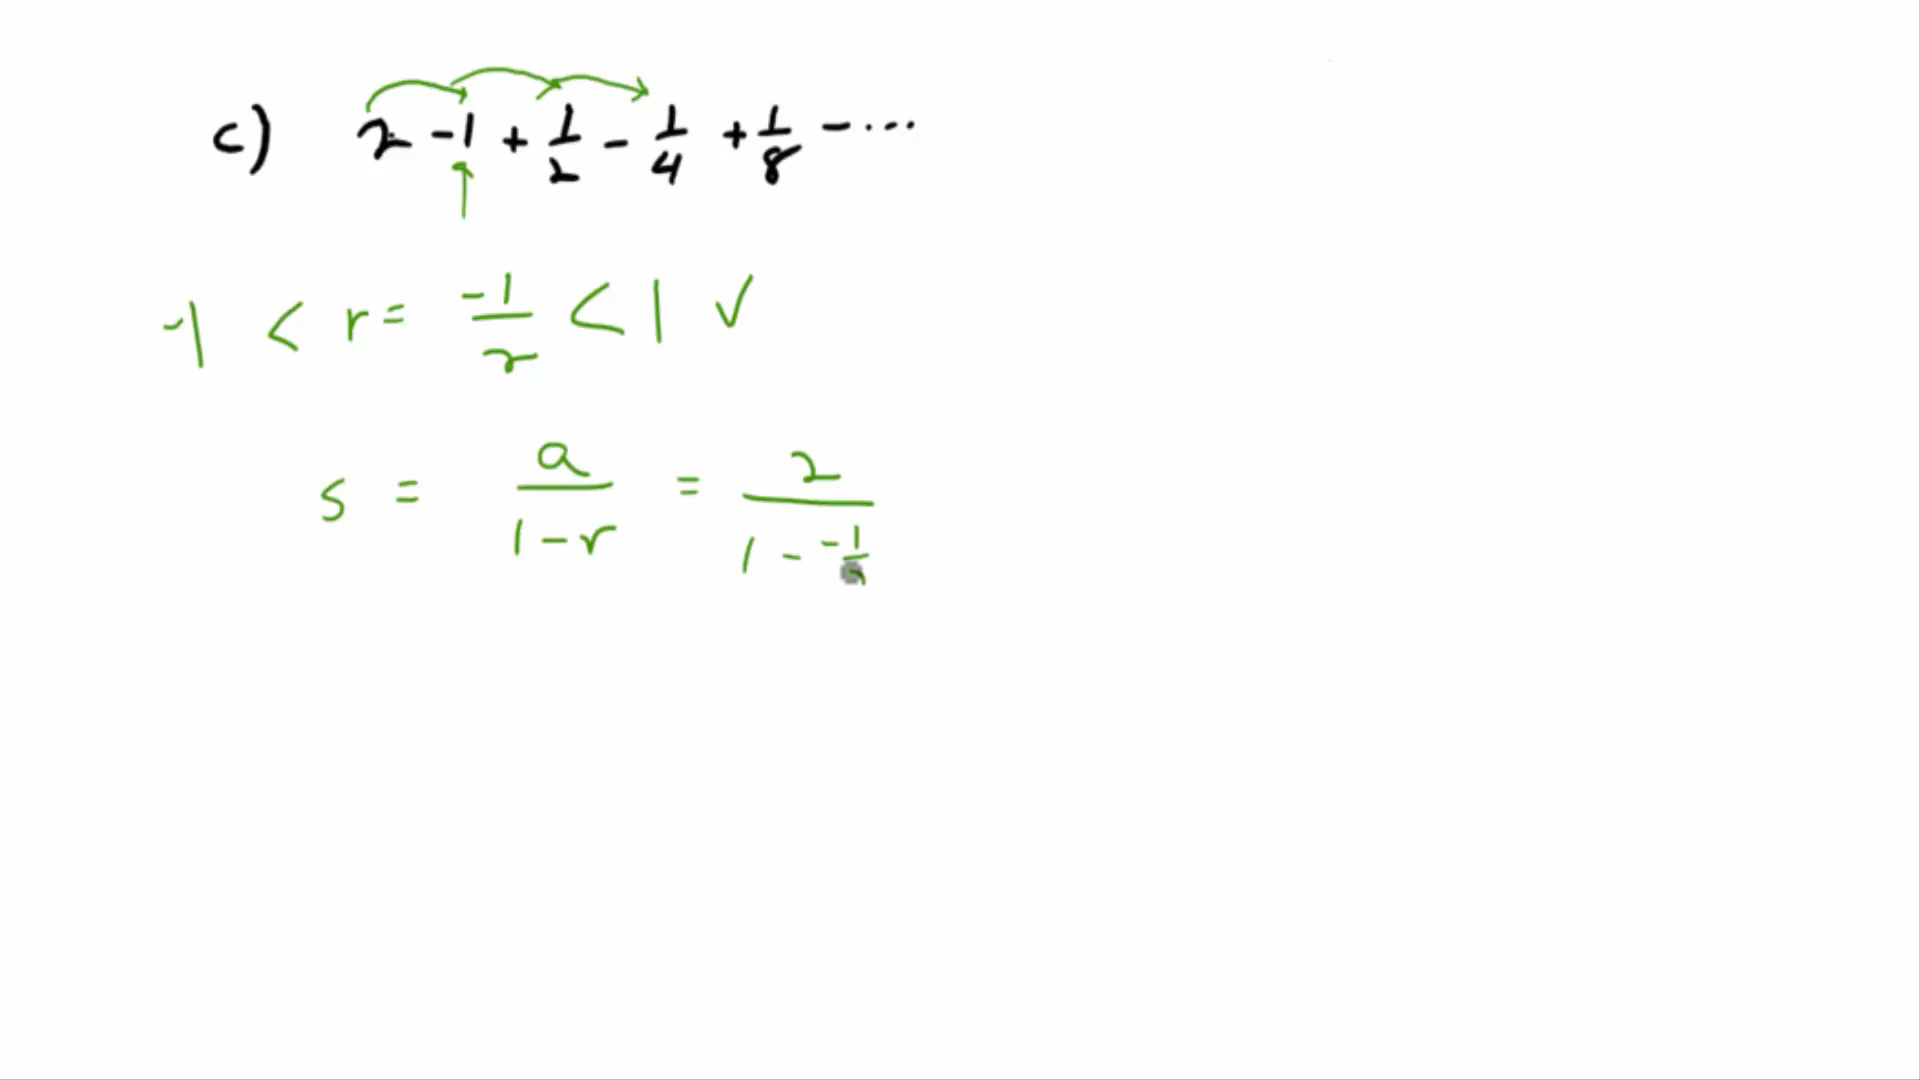 c) 2 - 1 + 1/2 - 1/4 + 1/8 - ...
-1 < r = -1/2 < 1 ✓
s = a/(1 - r) = 2/(1 - -1/2)